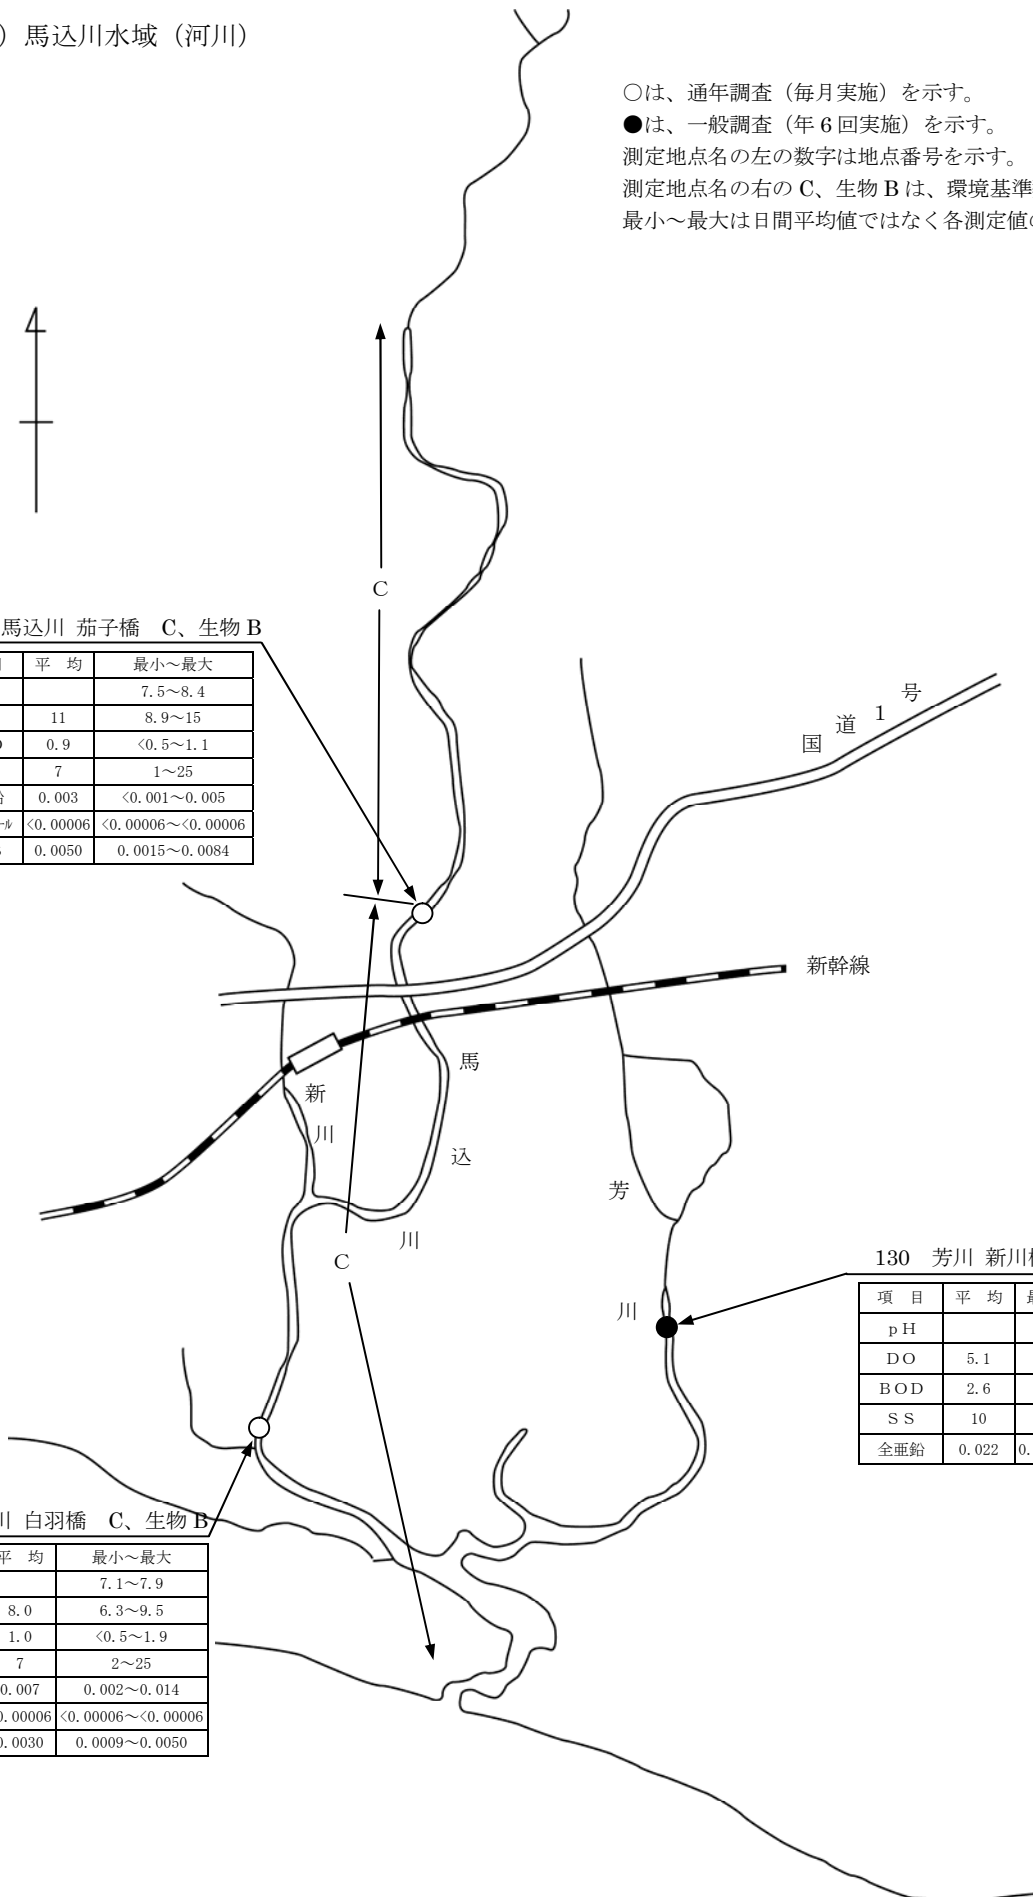 ）馬込川水域（河川）
○は、通年調査（毎月実施）を示す。
●は、一般調査（年 6 回実施）を示す。
測定地点名の左の数字は地点番号を示す。
測定地点名の右の C、生物 B は、環境基準
最小～最大は日間平均値ではなく各測定値
C
馬込川 茄子橋　C、生物 B
平　均　最小～最大
7.5～8.4
11　8.9～15
0.9　<0.5～1.1
7　1～25
0.003　<0.001～0.005
<0.00006　<0.00006～<0.00006
0.0050　0.0015～0.0084
国道1号
新幹線
新川
馬込川
芳川
C
130　芳川 新川
項　目　平　均
ｐH
DO　5.1
BOD　2.6
SS　10
全亜鉛　0.022　0.
川 白羽橋　C、生物 B
平　均　最小～最大
7.1～7.9
8.0　6.3～9.5
1.0　<0.5～1.9
7　2～25
0.007　0.002～0.014
0.00006　<0.00006～<0.00006
0.0030　0.0009～0.0050